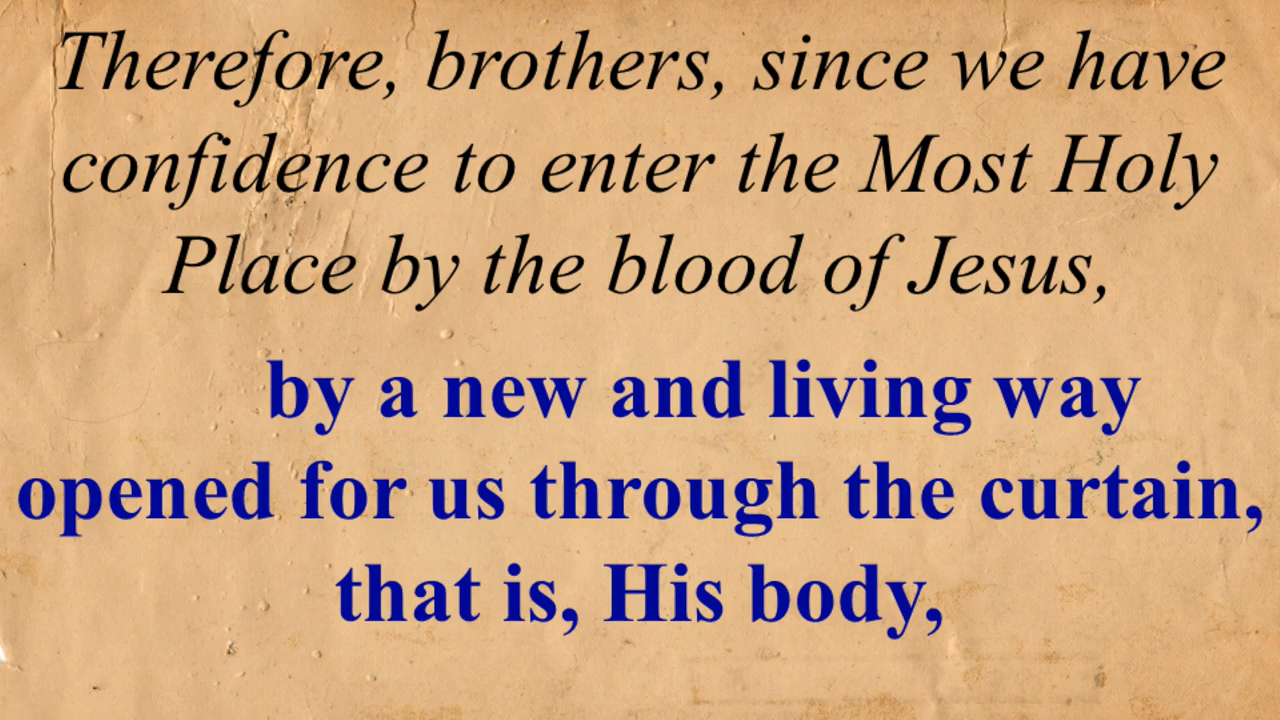 Therefore, brothers, since we have
confidence to enter the Most Holy
Place by the blood of Jesus,
by a new and living way
opened for us through the curtain,
that is, His body,